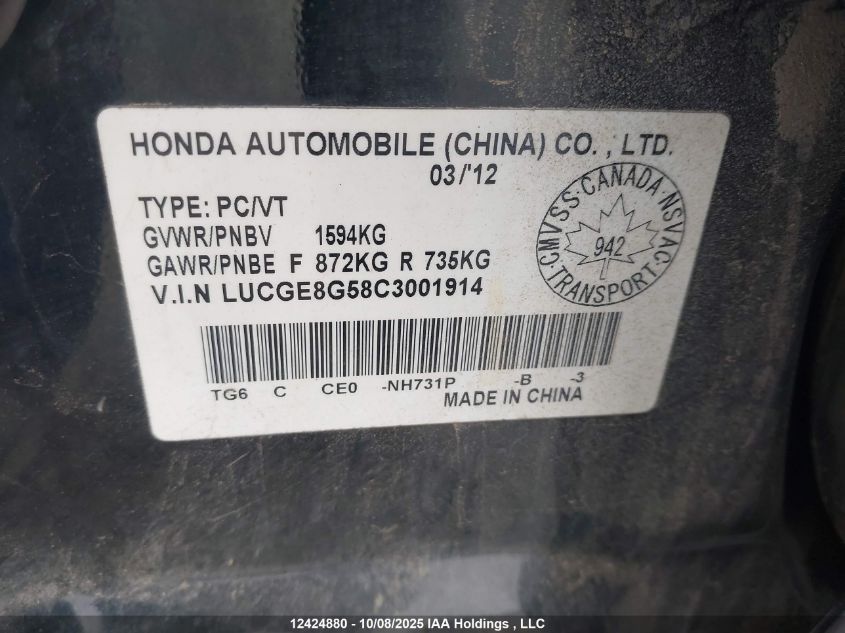 HONDA AUTOMOBILE (CHINA) CO., LTD.
03/'12
TYPE: PC/VT
GVWR/PNBV 1594KG
GAWR/PNBE F 872KG R 735KG
V.I.N LUCGE8G58C3001914
CMVSS · CANADA · NSVAC · TRANSPORT ·
942
TG6 C CE0 -NH731P -B -3
MADE IN CHINA
12424880 - 10/08/2025 IAA Holdings , LLC